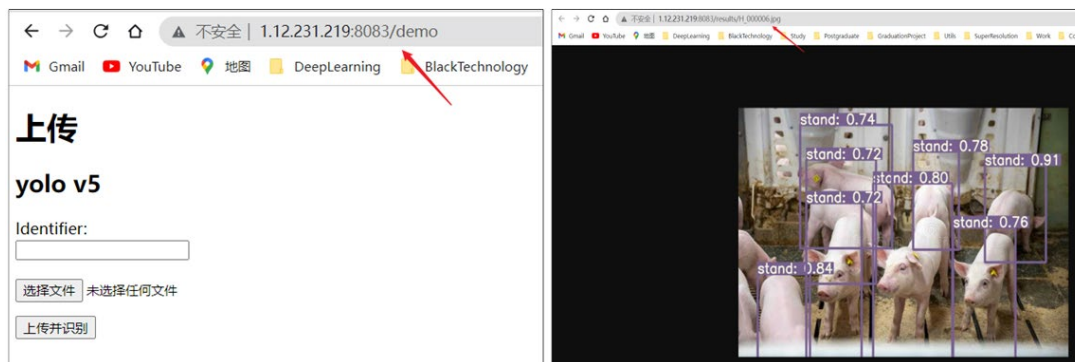 不安全 | 1.12.231.219:8083/demo
Gmail YouTube 地图 DeepLearning BlackTechnology
上传
yolo v5
Identifier:
选择文件 未选择任何文件
上传并识别
不安全 | 1.12.231.219:8083/results/H_000006.jpg
Gmail YouTube 地图 DeepLearning BlackTechnology Study Postgraduate GraduationProject Utils SuperResolution Work
stand: 0.74
stand: 0.72
stand: 0.78
stand: 0.91
stand: 0.80
stand: 0.72
stand: 0.76
stand: 0.84